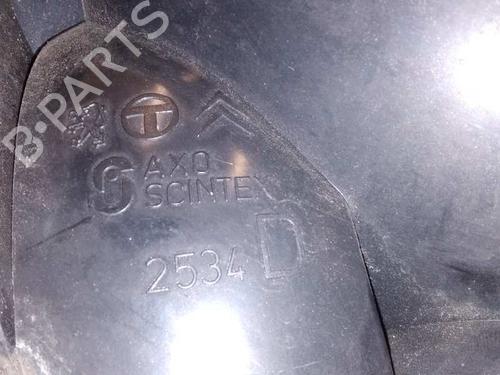 B-PARTS
AXO
SCINTEX
2534 D